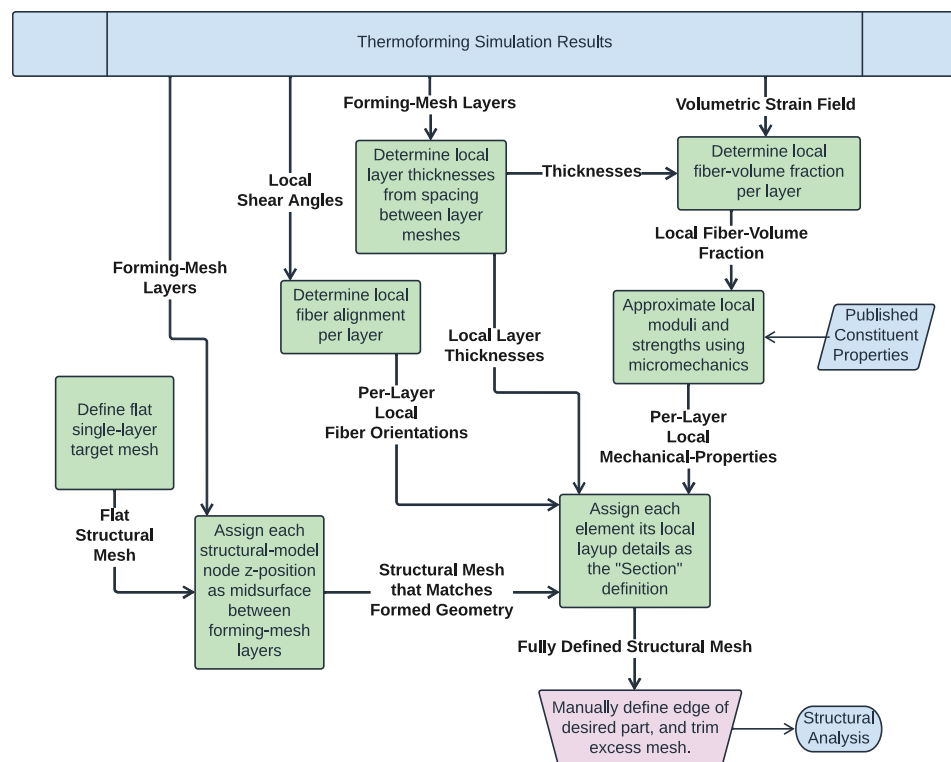 Thermoforming Simulation Results
Forming-Mesh Layers
Volumetric Strain Field
Determine local
layer thicknesses
from spacing
between layer
meshes
Thicknesses
Determine local
fiber-volume fraction
per layer
Local
Shear Angles
Local Fiber-Volume
Fraction
Forming-Mesh
Layers
Determine local
fiber alignment
per layer
Local Layer
Thicknesses
Approximate local
moduli and
strengths using
micromechanics
Published
Constituent
Properties
Define flat
single-layer
target mesh
Per-Layer
Local
Fiber Orientations
Per-Layer
Local
Mechanical-Properties
Flat
Structural
Mesh
Assign each
structural-model
node z-position
as midsurface
between
forming-mesh
layers
Structural Mesh
that Matches
Formed Geometry
Assign each
element its local
layup details as
the "Section"
definition
Fully Defined Structural Mesh
Manually define edge of
desired part, and trim
excess mesh.
Structural
Analysis